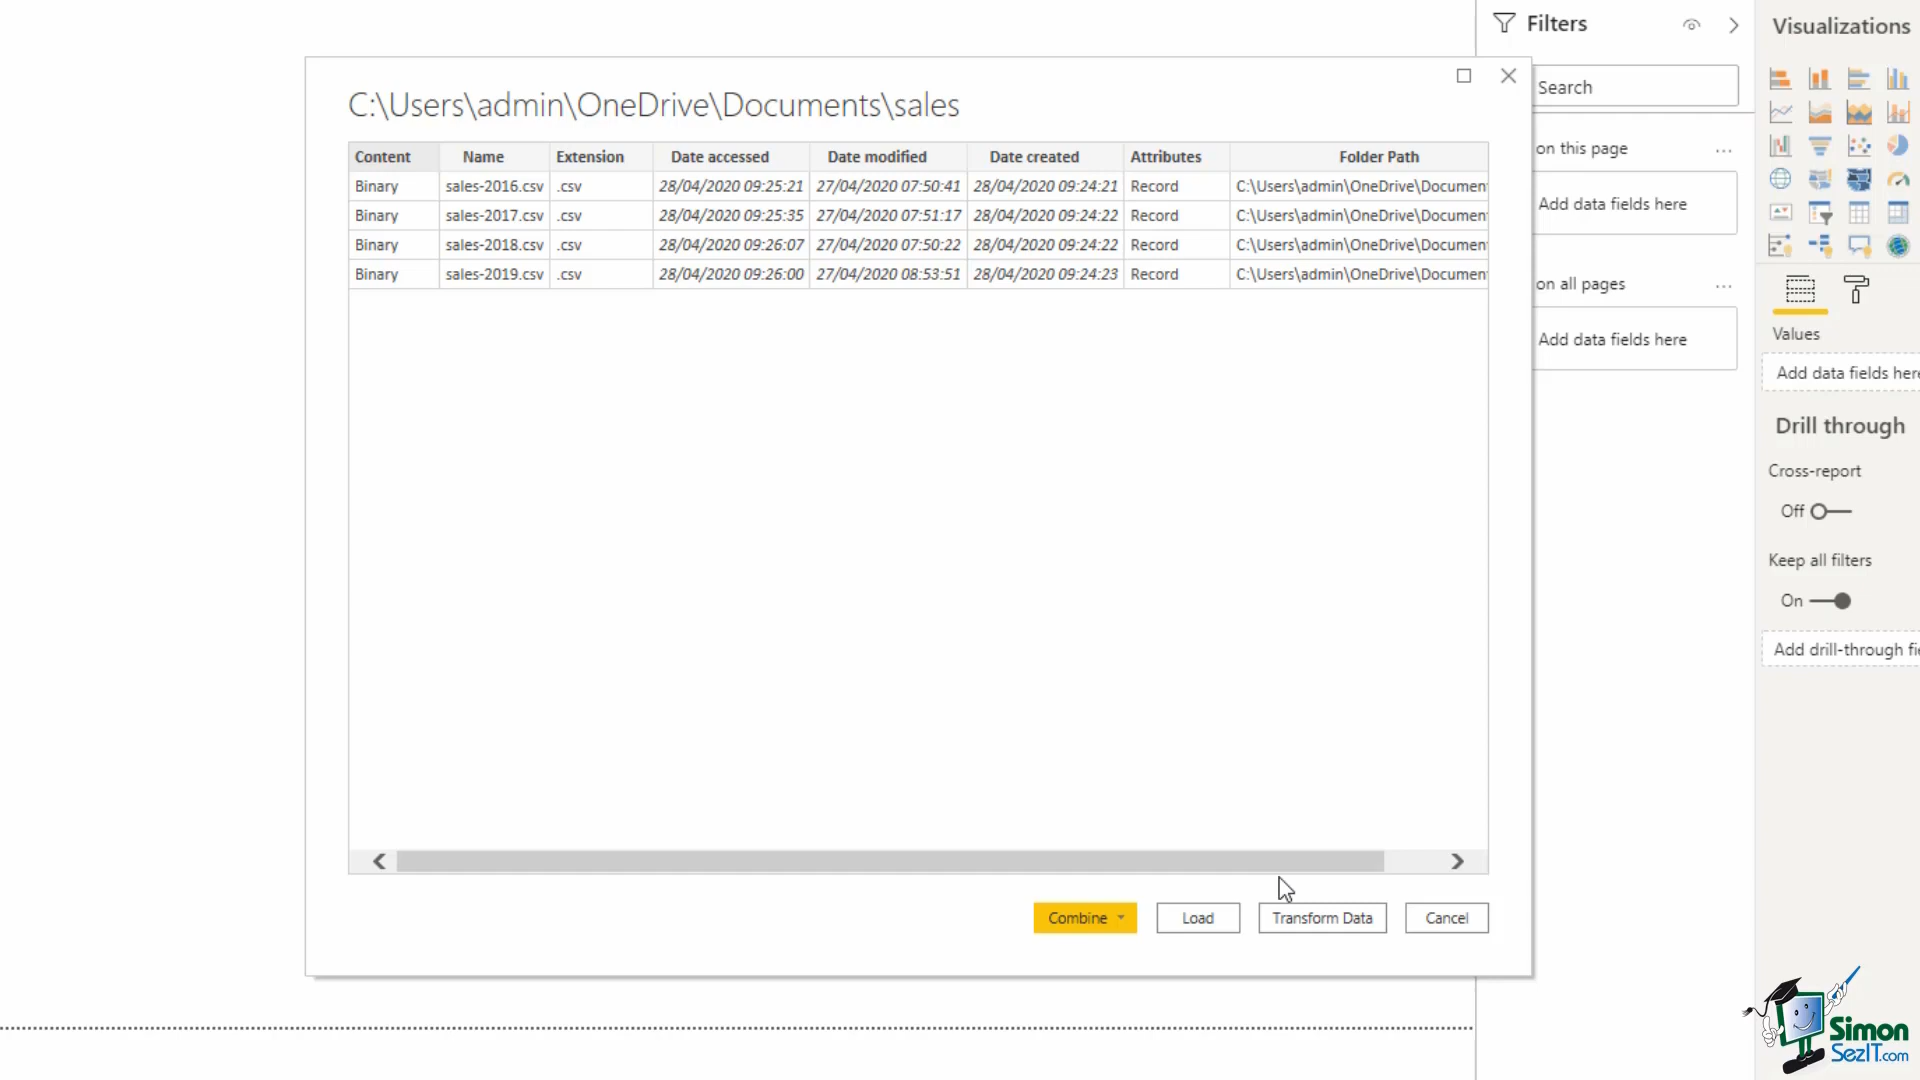 Filters
Visualizations
C:\Users\admin\OneDrive\Documents\sales
Search
Content Name Extension Date accessed Date modified Date created Attributes Folder Path
Binary sales-2016.csv .csv 28/04/2020 09:25:21 27/04/2020 07:50:41 28/04/2020 09:24:21 Record C:\Users\admin\OneDrive\Documen
Binary sales-2017.csv .csv 28/04/2020 09:25:35 27/04/2020 07:51:17 28/04/2020 09:24:22 Record C:\Users\admin\OneDrive\Documen
Binary sales-2018.csv .csv 28/04/2020 09:26:07 27/04/2020 07:50:22 28/04/2020 09:24:22 Record C:\Users\admin\OneDrive\Documen
Binary sales-2019.csv .csv 28/04/2020 09:26:00 27/04/2020 08:53:51 28/04/2020 09:24:23 Record C:\Users\admin\OneDrive\Documen
Combine Load Transform Data Cancel
on this page ...
Add data fields here
on all pages ...
Add data fields here
Values
Add data fields here
Drill through
Cross-report
Off
Keep all filters
On
Add drill-through fie
Simon
SezIT.com